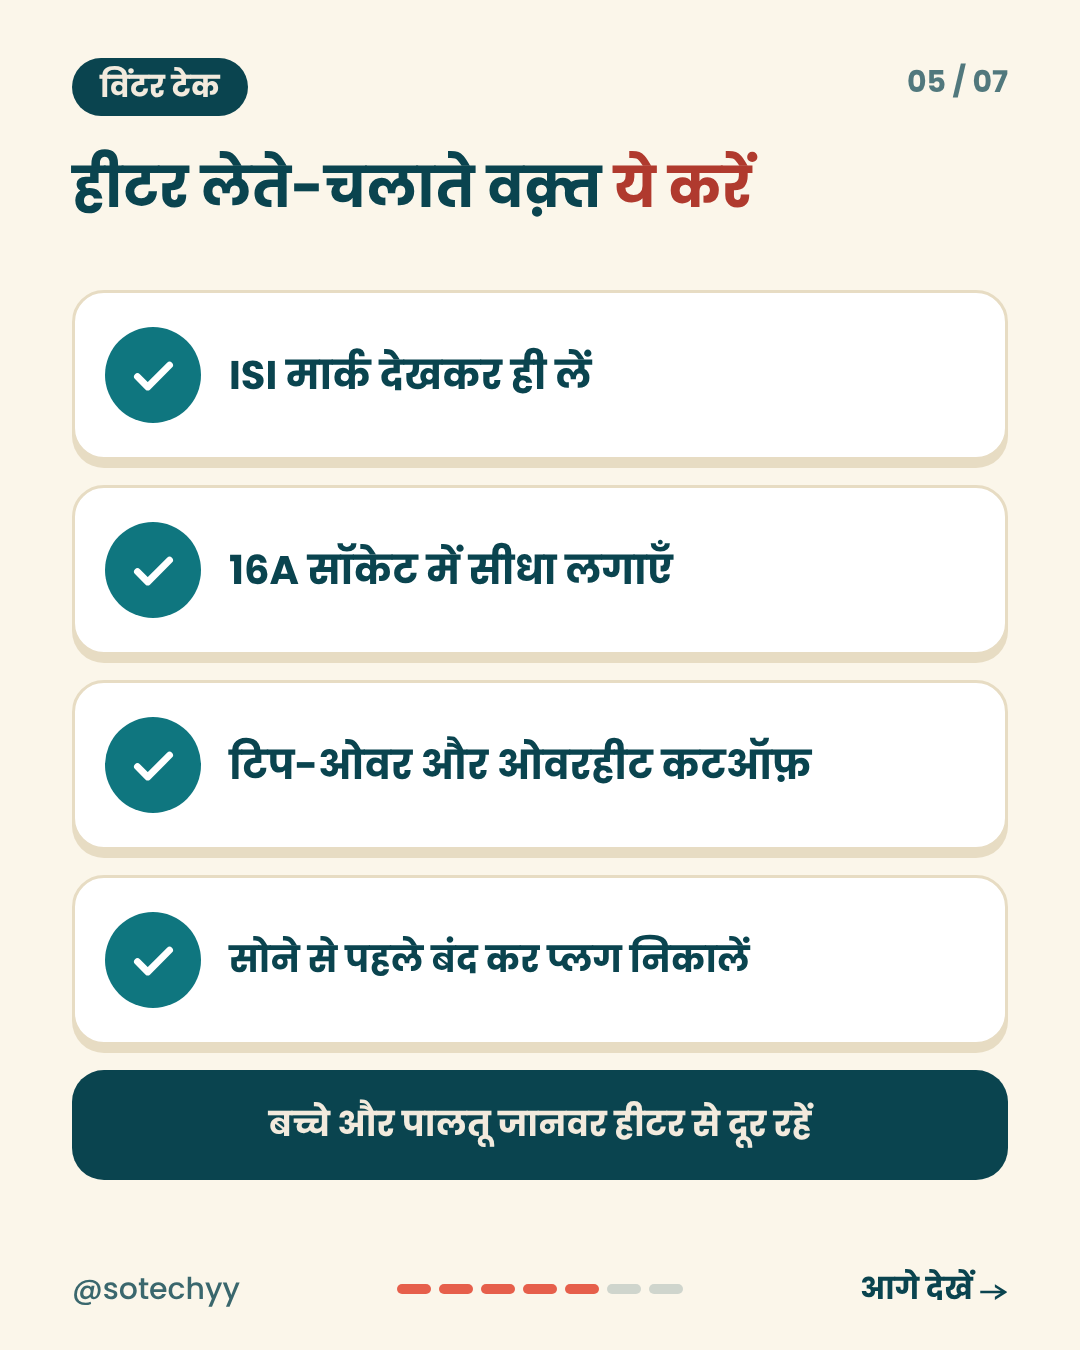 विंटर टेक
05 / 07
हीटर लेते-चलाते वक़्त ये करें
ISI मार्क देखकर ही लें
16A सॉकेट में सीधा लगाएँ
टिप-ओवर और ओवरहीट कटऑफ़
सोने से पहले बंद कर प्लग निकालें
बच्चे और पालतू जानवर हीटर से दूर रहें
@sotechyy
आगे देखें →